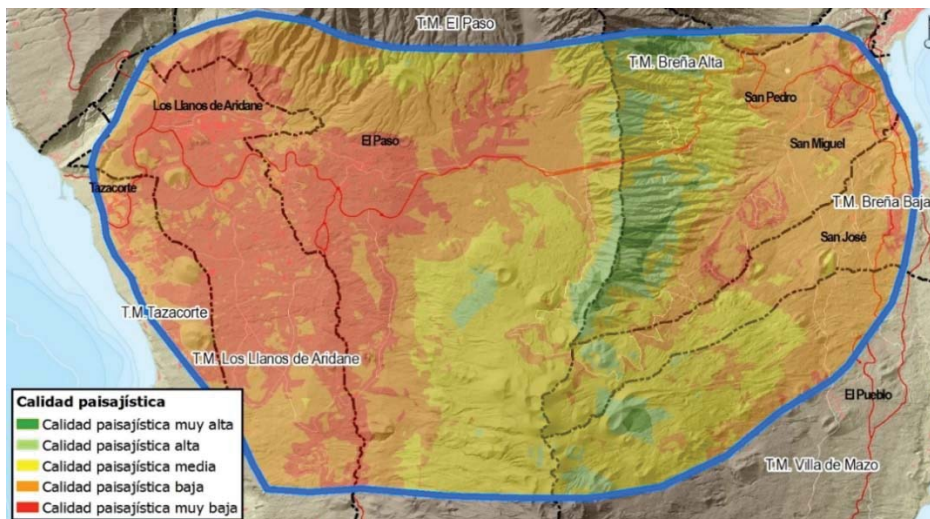 T.M. El Paso
T.M. Breña Alta
San Pedro
Los Llanos de Aridane
El Paso
San Miguel
Tazacorte
T.M. Breña Baja
San José
T.M. Tazacorte
T.M. Los Llanos de Aridane
El Pueblo
T.M. Villa de Mazo
Calidad paisajística
Calidad paisajística muy alta
Calidad paisajística alta
Calidad paisajística media
Calidad paisajística baja
Calidad paisajística muy baja